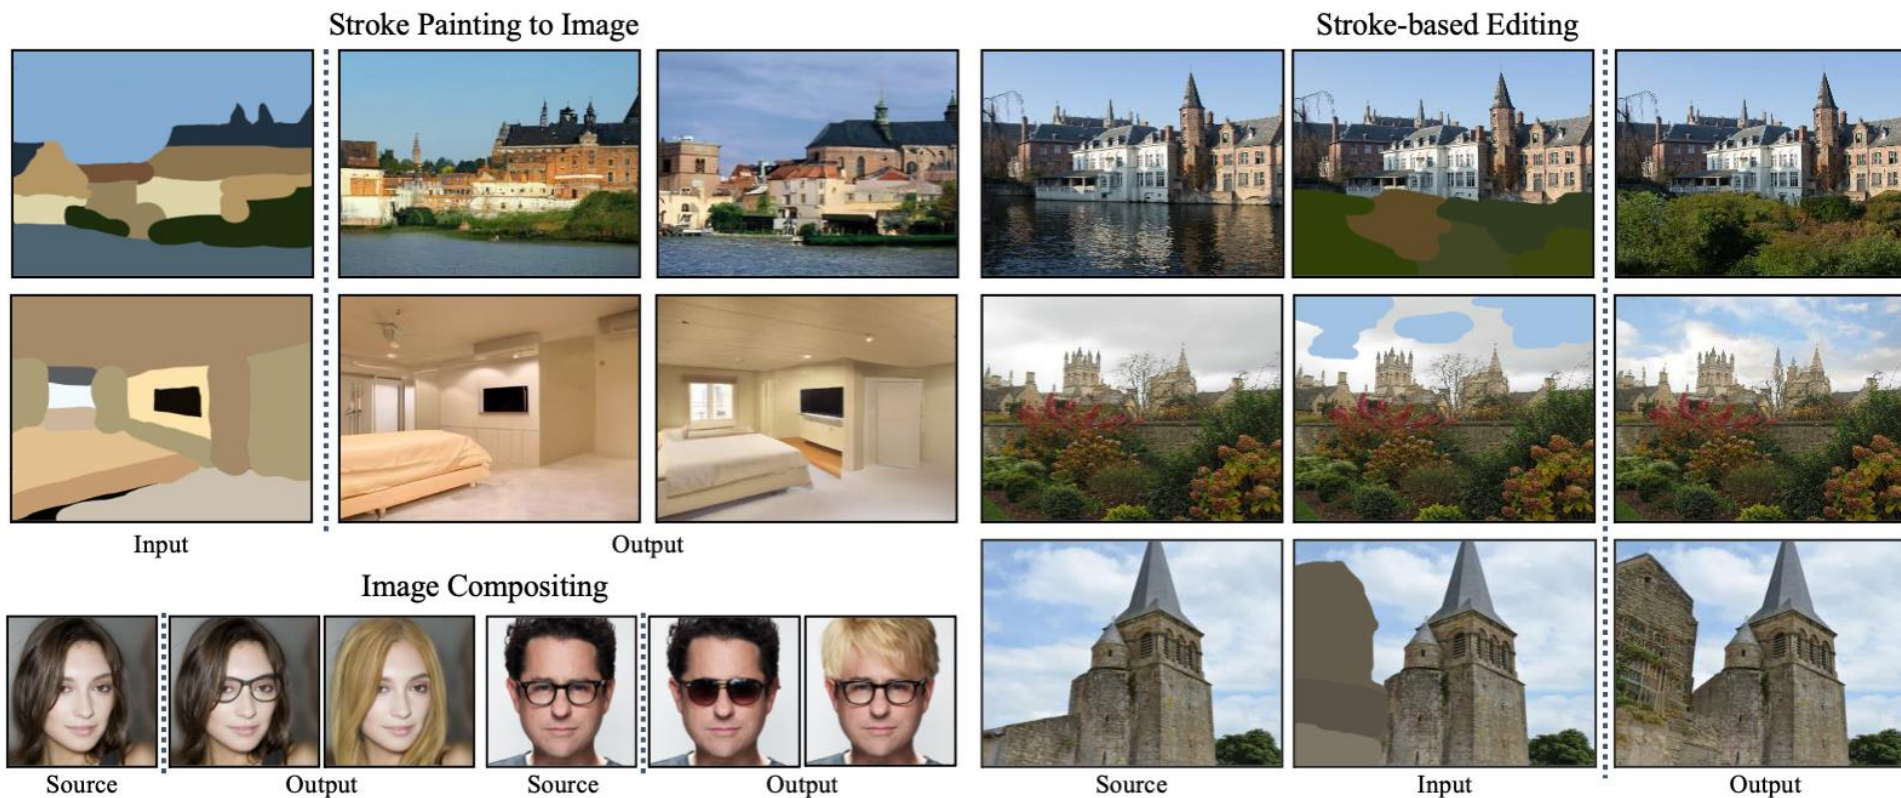 Stroke Painting to Image
Stroke-based Editing
Input
Output
Image Compositing
Source
Output
Source
Output
Source
Input
Output